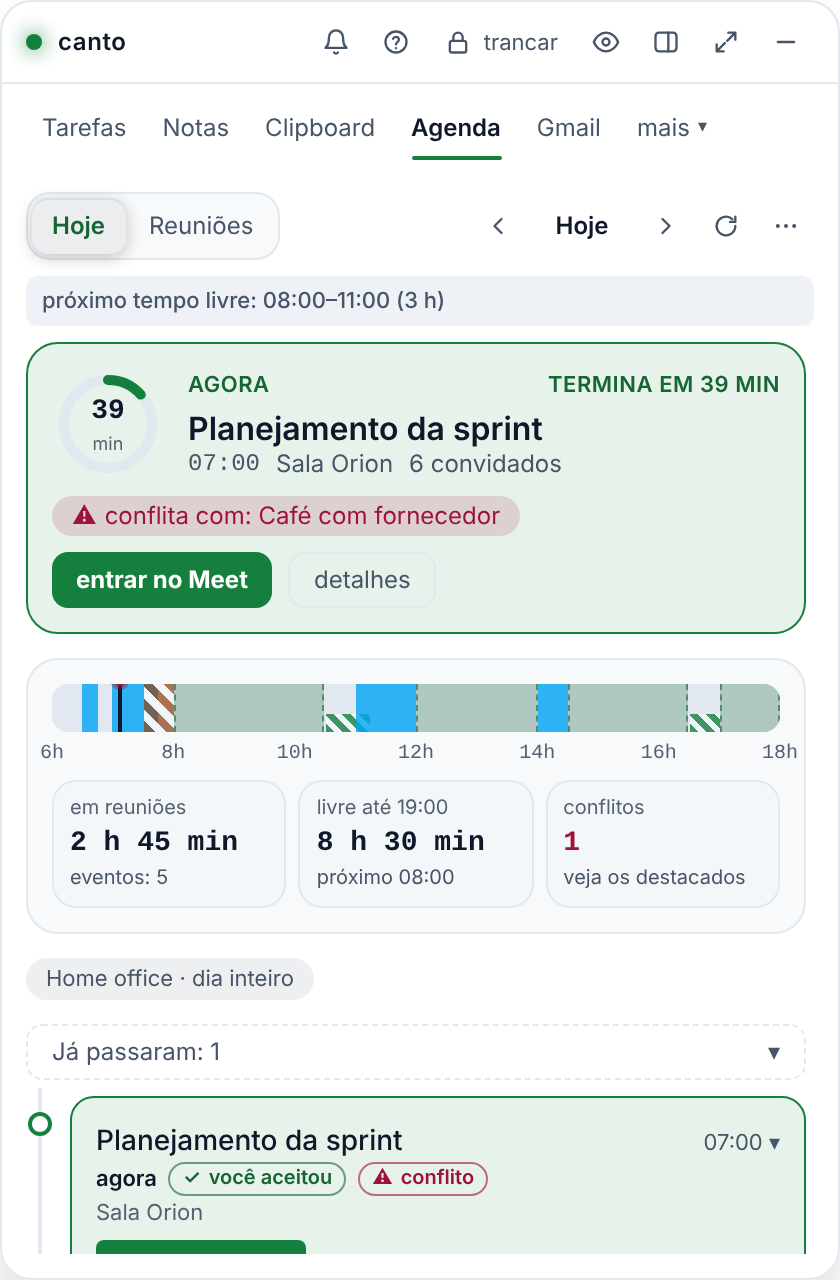 canto
trancar
Tarefas Notas Clipboard Agenda Gmail mais ▾
Hoje Reuniões
Hoje
próximo tempo livre: 08:00–11:00 (3 h)
39
min
AGORA
TERMINA EM 39 MIN
Planejamento da sprint
07:00 Sala Orion 6 convidados
conflita com: Café com fornecedor
entrar no Meet
detalhes
6h 8h 10h 12h 14h 16h 18h
em reuniões
2 h 45 min
eventos: 5
livre até 19:00
8 h 30 min
próximo 08:00
conflitos
1
veja os destacados
Home office · dia inteiro
Já passaram: 1 ▾
Planejamento da sprint
07:00 ▾
agora
você aceitou
conflito
Sala Orion